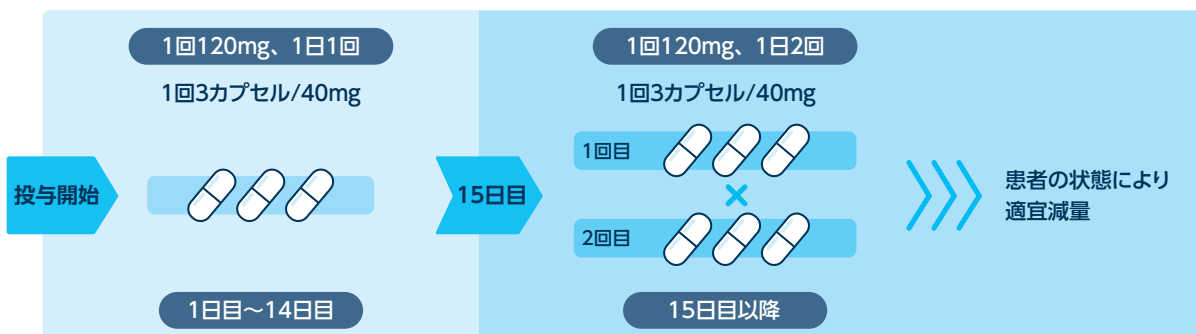 1回120mg、1日1回
1回3カプセル/40mg
投与開始
1日目～14日目
15日目
1回120mg、1日2回
1回3カプセル/40mg
1回目
2回目
15日目以降
患者の状態により
適宜減量